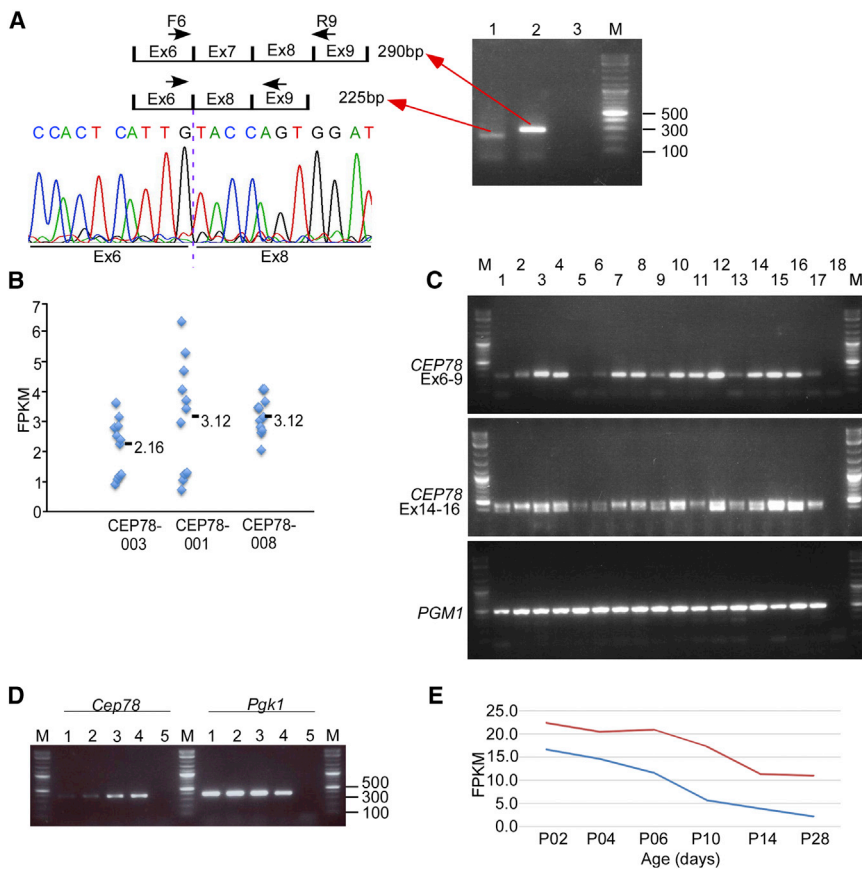 A
F6 R9
Ex6 Ex7 Ex8 Ex9 290bp
Ex6 Ex8 Ex9 225bp
C C A C T C A T T G T A C C A G T G G A T
Ex6 Ex8
1 2 3 M
500
300
100
B
FPKM
7
6
5
4
3
2
1
0
2.16
3.12
3.12
CEP78-003
CEP78-001
CEP78-008
C
M 2 4 6 8 10 12 14 16 18
1 3 5 7 9 11 13 15 17 M
CEP78
Ex6-9
CEP78
Ex14-16
PGM1
D
Cep78 Pgk1
M 1 2 3 4 5 M 1 2 3 4 5 M
500
300
100
E
FPKM
25.0
20.0
15.0
10.0
5.0
0.0
P02 P04 P06 P10 P14 P28
Age (days)